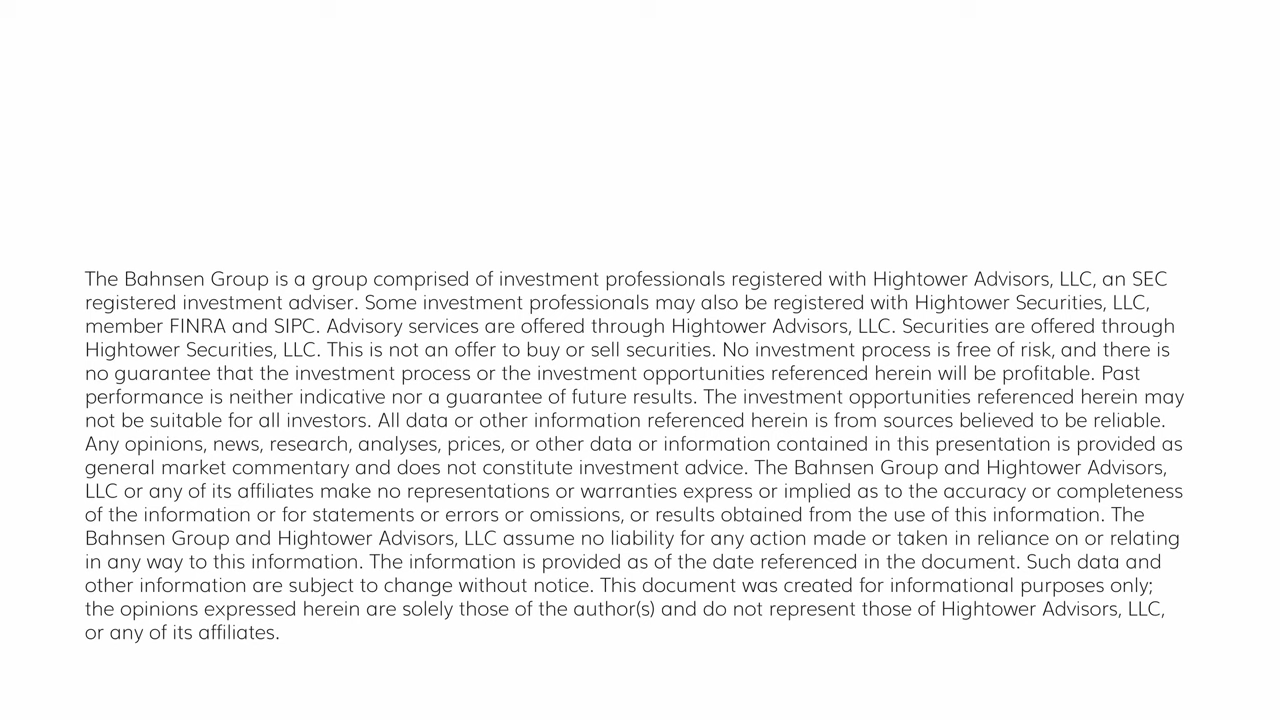 The Bahnsen Group is a group comprised of investment professionals registered with Hightower Advisors, LLC, an SEC
registered investment adviser. Some investment professionals may also be registered with Hightower Securities, LLC,
member FINRA and SIPC. Advisory services are offered through Hightower Advisors, LLC. Securities are offered through
Hightower Securities, LLC. This is not an offer to buy or sell securities. No investment process is free of risk, and there is
no guarantee that the investment process or the investment opportunities referenced herein will be profitable. Past
performance is neither indicative nor a guarantee of future results. The investment opportunities referenced herein may
not be suitable for all investors. All data or other information referenced herein is from sources believed to be reliable.
Any opinions, news, research, analyses, prices, or other data or information contained in this presentation is provided as
general market commentary and does not constitute investment advice. The Bahnsen Group and Hightower Advisors,
LLC or any of its affiliates make no representations or warranties express or implied as to the accuracy or completeness
of the information or for statements or errors or omissions, or results obtained from the use of this information. The
Bahnsen Group and Hightower Advisors, LLC assume no liability for any action made or taken in reliance on or relating
in any way to this information. The information is provided as of the date referenced in the document. Such data and
other information are subject to change without notice. This document was created for informational purposes only;
the opinions expressed herein are solely those of the author(s) and do not represent those of Hightower Advisors, LLC,
or any of its affiliates.